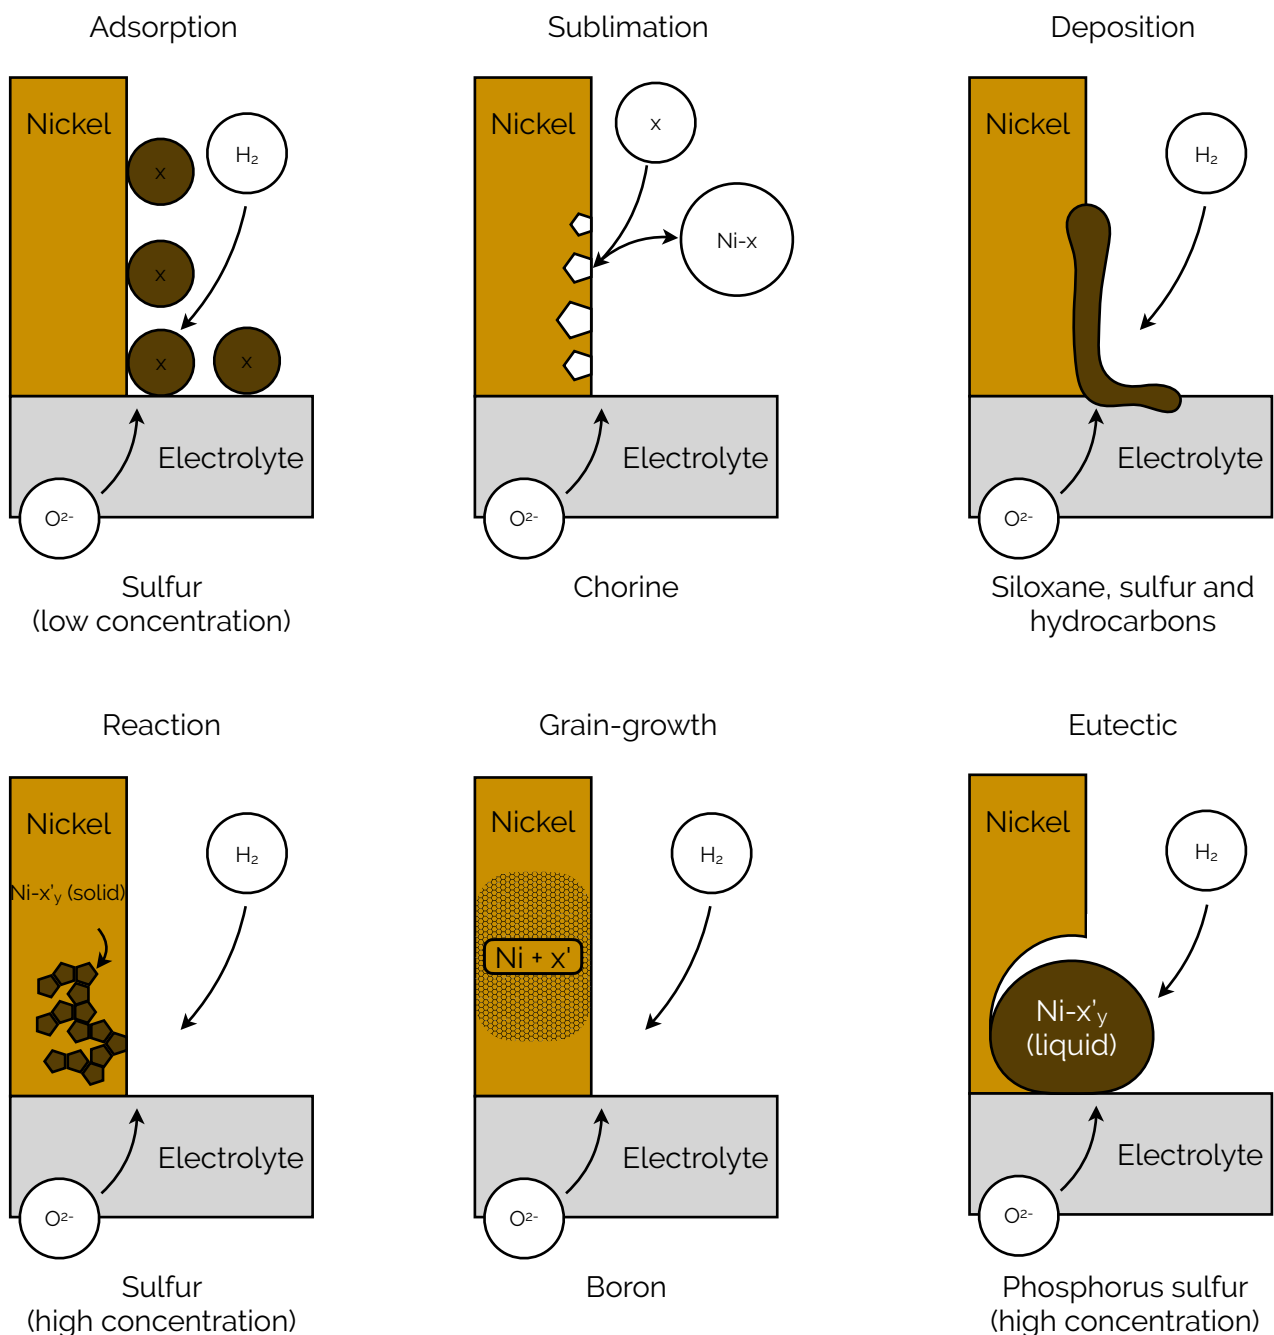 Adsorption
Nickel
x
H₂
x
x
x
Electrolyte
O²⁻
Sulfur
(low concentration)
Sublimation
Nickel
x
Ni-x
Electrolyte
O²⁻
Chorine
Deposition
Nickel
H₂
Electrolyte
O²⁻
Siloxane, sulfur and
hydrocarbons
Reaction
Nickel
H₂
Ni-x'y (solid)
Electrolyte
O²⁻
Sulfur
(high concentration)
Grain-growth
Nickel
H₂
Ni + x'
Electrolyte
O²⁻
Boron
Eutectic
Nickel
H₂
Ni-x'y
(liquid)
Electrolyte
O²⁻
Phosphorus sulfur
(high concentration)